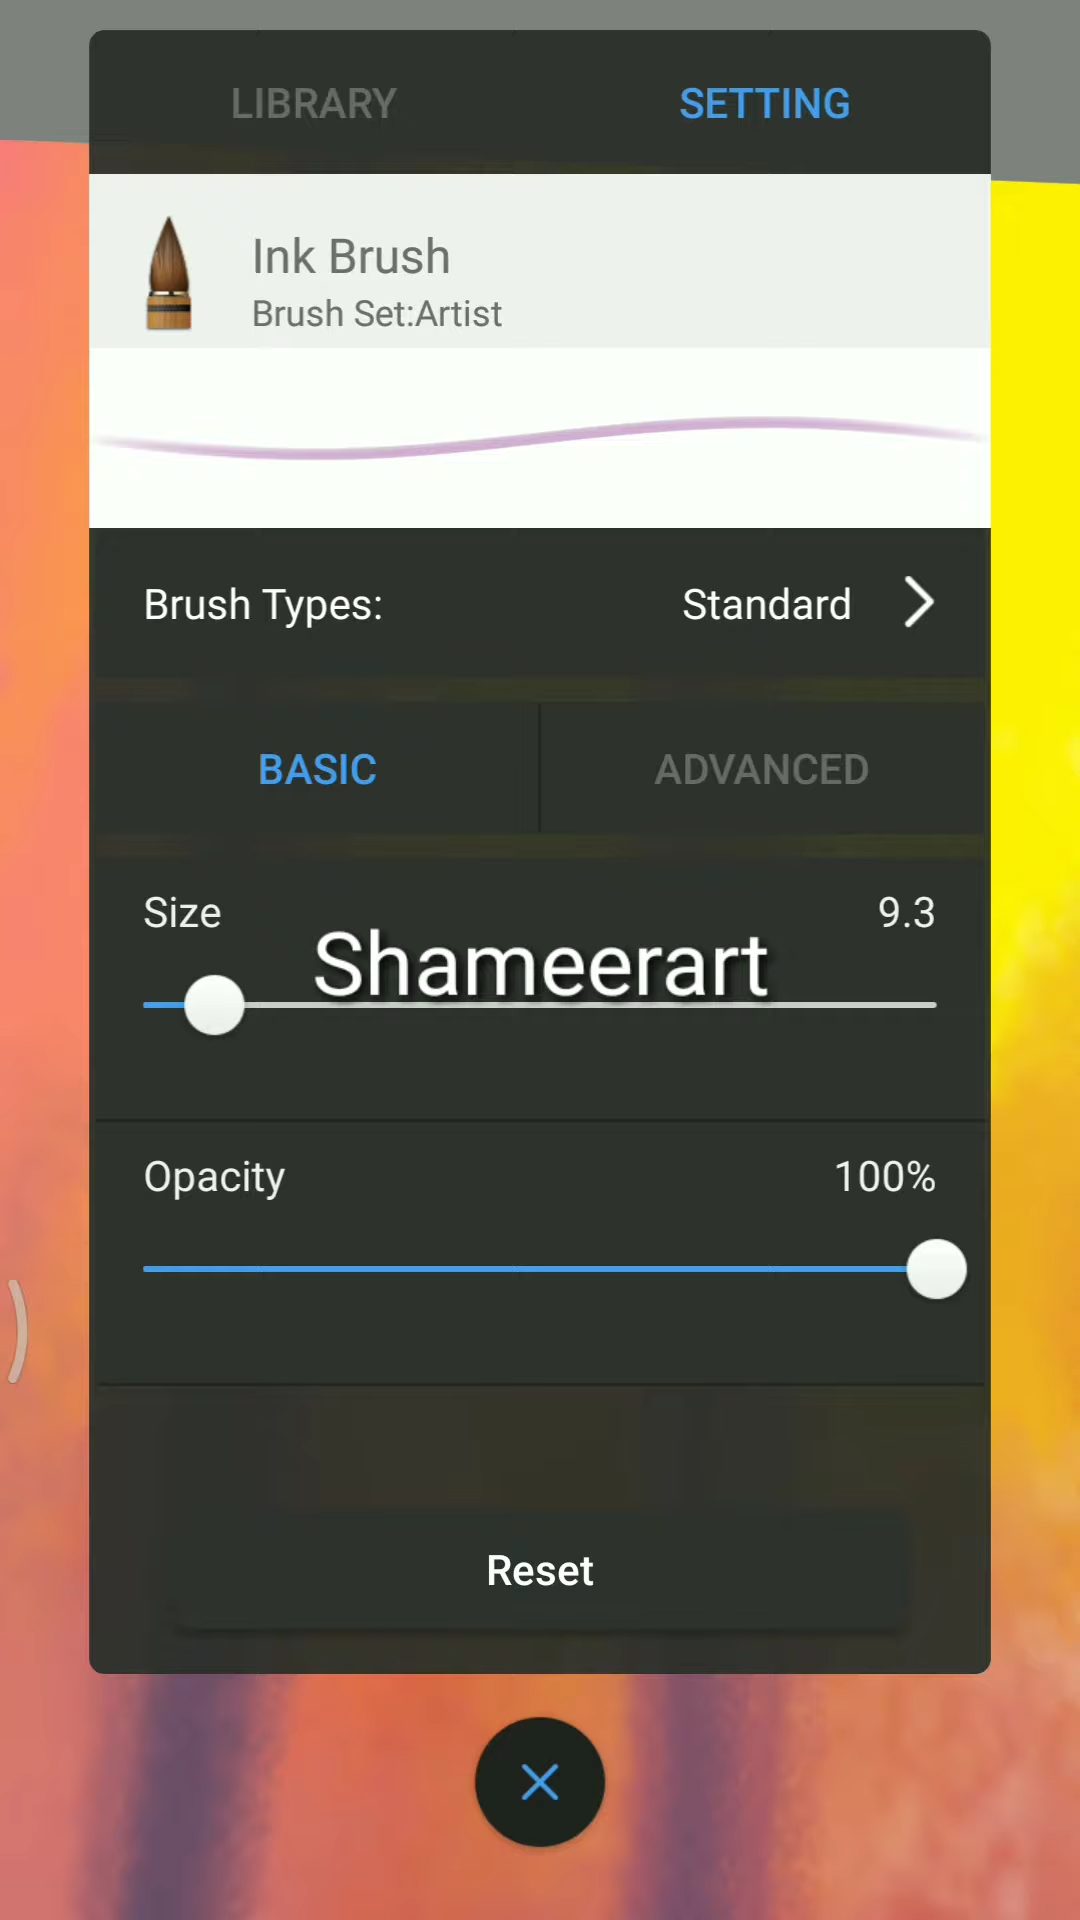 LIBRARY SETTING
Ink Brush
Brush Set:Artist
Brush Types: Standard
BASIC ADVANCED
Size 9.3
Shameerart
Opacity 100%
Reset